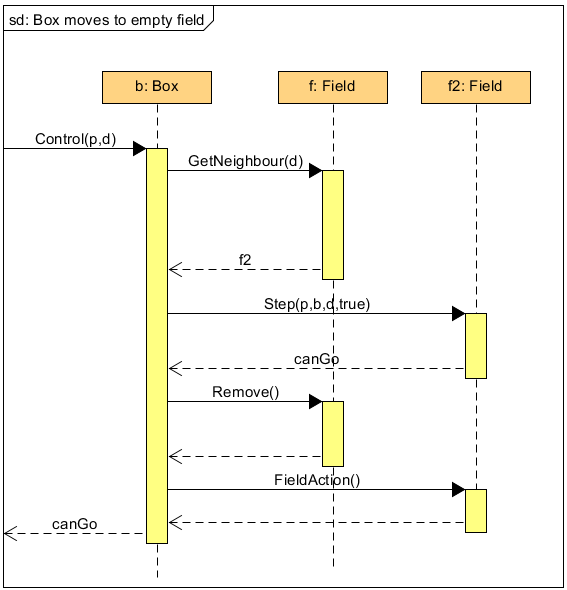 sd: Box moves to empty field
b: Box
f: Field
f2: Field
Control(p,d)
GetNeighbour(d)
f2
Step(p,b,d,true)
canGo
Remove()
FieldAction()
canGo